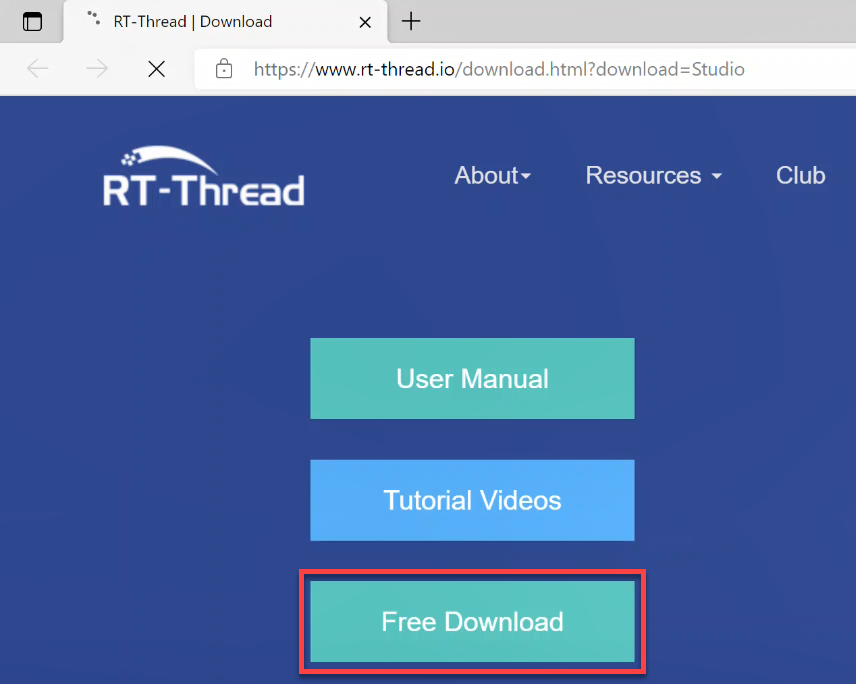 RT-Thread | Download
https://www.rt-thread.io/download.html?download=Studio
RT-Thread
About
Resources
Club
User Manual
Tutorial Videos
Free Download